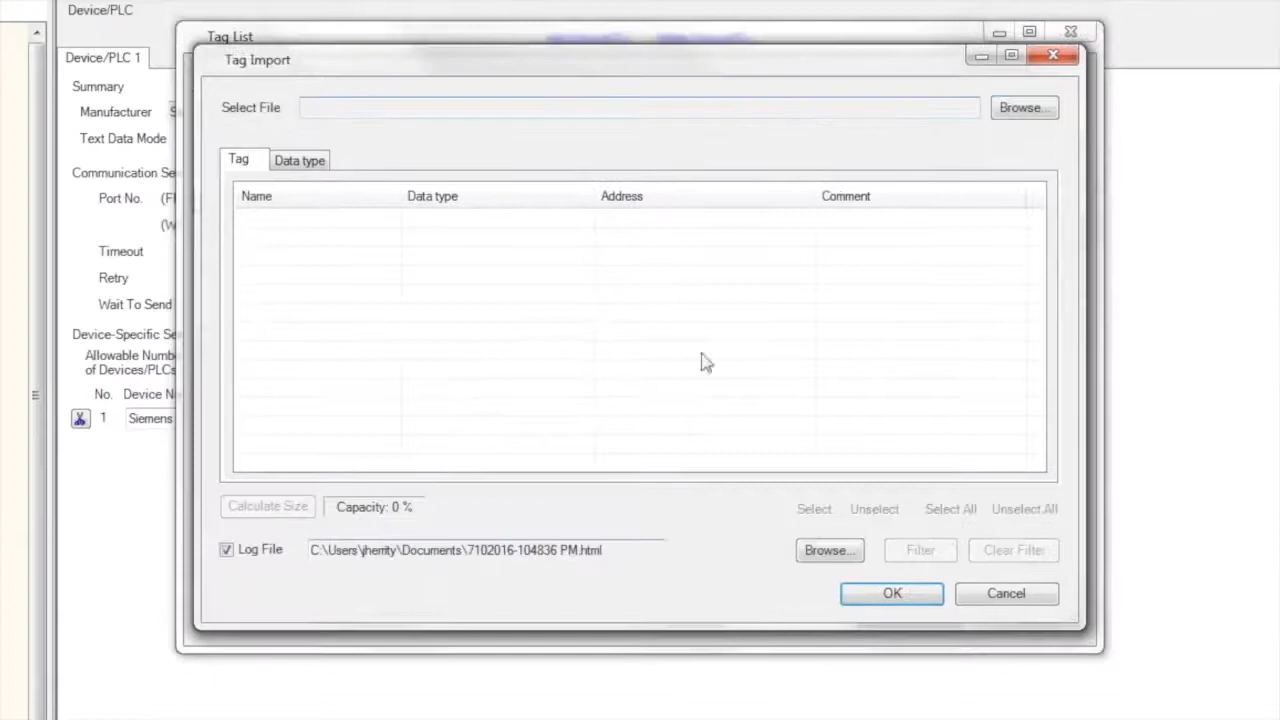 Device/PLC
Tag List
Device/PLC 1
Tag Import
Summary
Select File
Browse...
Manufacturer
Text Data Mode
Tag
Data type
Communication Se
Name
Data type
Address
Comment
Port No.
Timeout
Retry
Wait To Send
Device-Specific Se
Allowable Numb
of Devices/PLCs
No.
Device N
1
Siemens
Calculate Size
Capacity: 0 %
Select
Unselect
Select All
Unselect All
Log File
C:\Users\jherrity\Documents\7102016-104836 PM.html
Browse...
Filter
Clear Filter
OK
Cancel